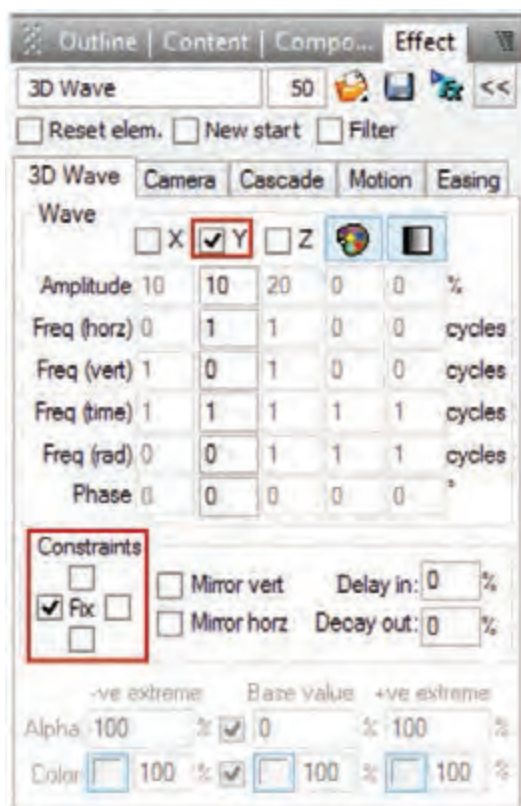 Outline | Content | Compo... Effect
3D Wave 50 Fx <<
Reset elem. New start Filter
3D Wave Camera Cascade Motion Easing
Wave
X Y Z
Amplitude 10 10 20 0 0 %
Freq (horz) 0 1 1 0 0 cycles
Freq (vert) 1 0 1 0 0 cycles
Freq (time) 1 1 1 1 1 cycles
Freq (rad) 0 0 1 1 1 cycles
Phase 0 0 0 0 0 °
Constraints
Fix
Mirror vert Delay in: 0 %
Mirror horz Decay out: 0 %
-ve extreme Base value +ve extreme
Alpha 100 % 0 % 100 %
Color 100 % 100 % 100 %